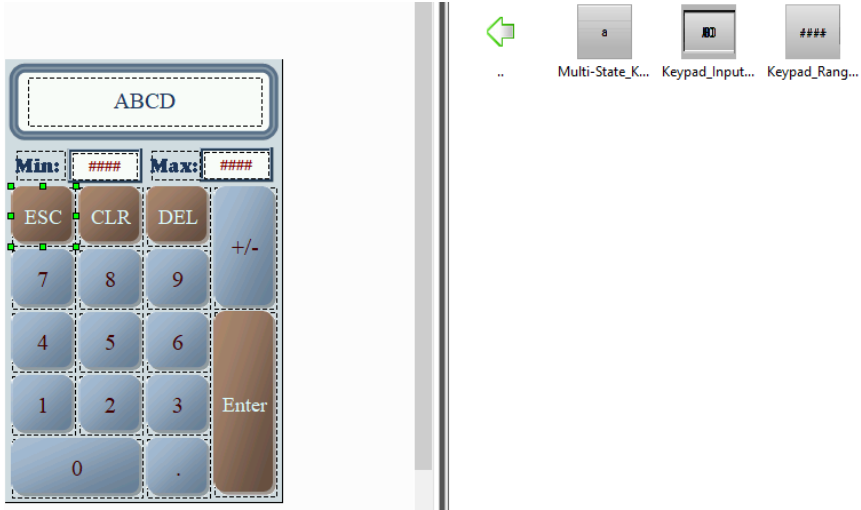 ABCD
Min: #### Max: ####
ESC CLR DEL +/-
7 8 9
4 5 6
1 2 3 Enter
0 .
a #### 
.. Multi-State_K... Keypad_Input... Keypad_Rang...